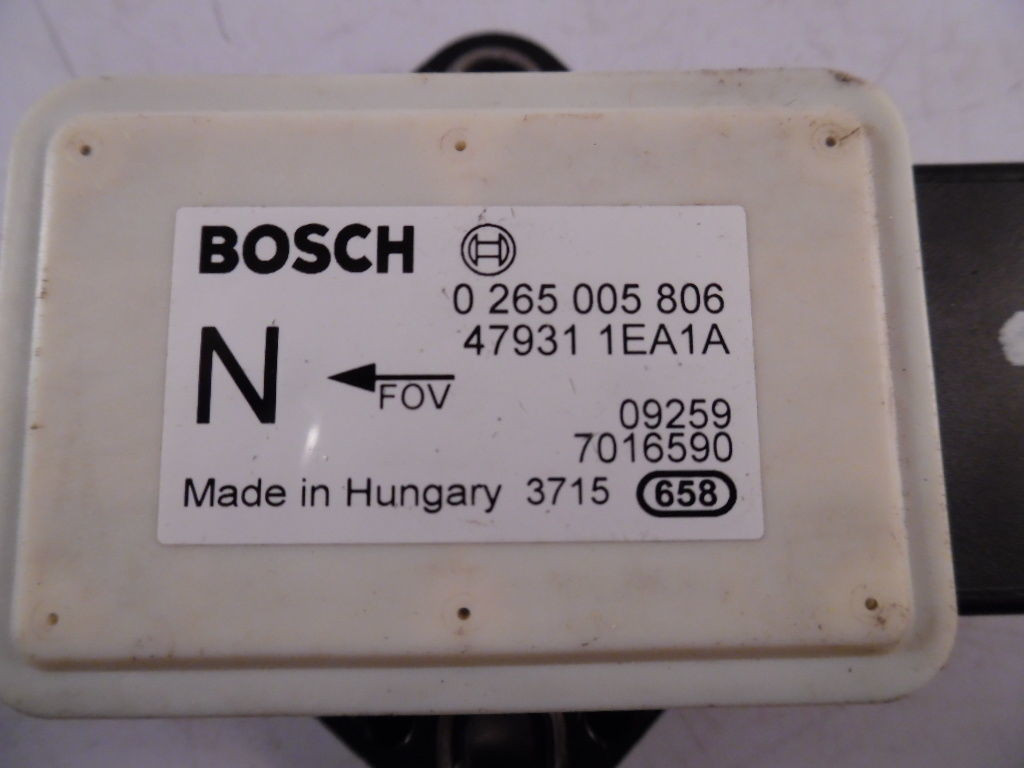 BOSCH
0 265 005 806
47931 1EA1A
N
FOV
09259
7016590
Made in Hungary 3715 658